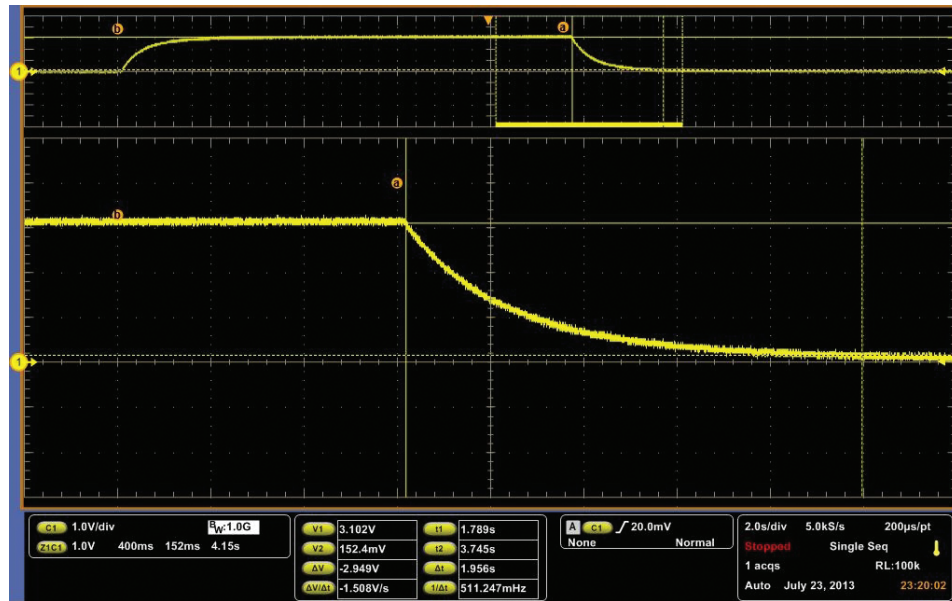 b
a
1
a
b
1
C1 1.0V/div BW:1.0G
Z1C1 1.0V 400ms 152ms 4.15s
V1 3.102V t1 1.789s
V2 152.4mV t2 3.745s
ΔV -2.949V Δt 1.956s
ΔV/Δt -1.508V/s 1/Δt 511.247mHz
A C1 20.0mV
None Normal
2.0s/div 5.0kS/s 200µs/pt
Stopped Single Seq
1 acqs RL:100k
Auto July 23, 2013 23:20:02